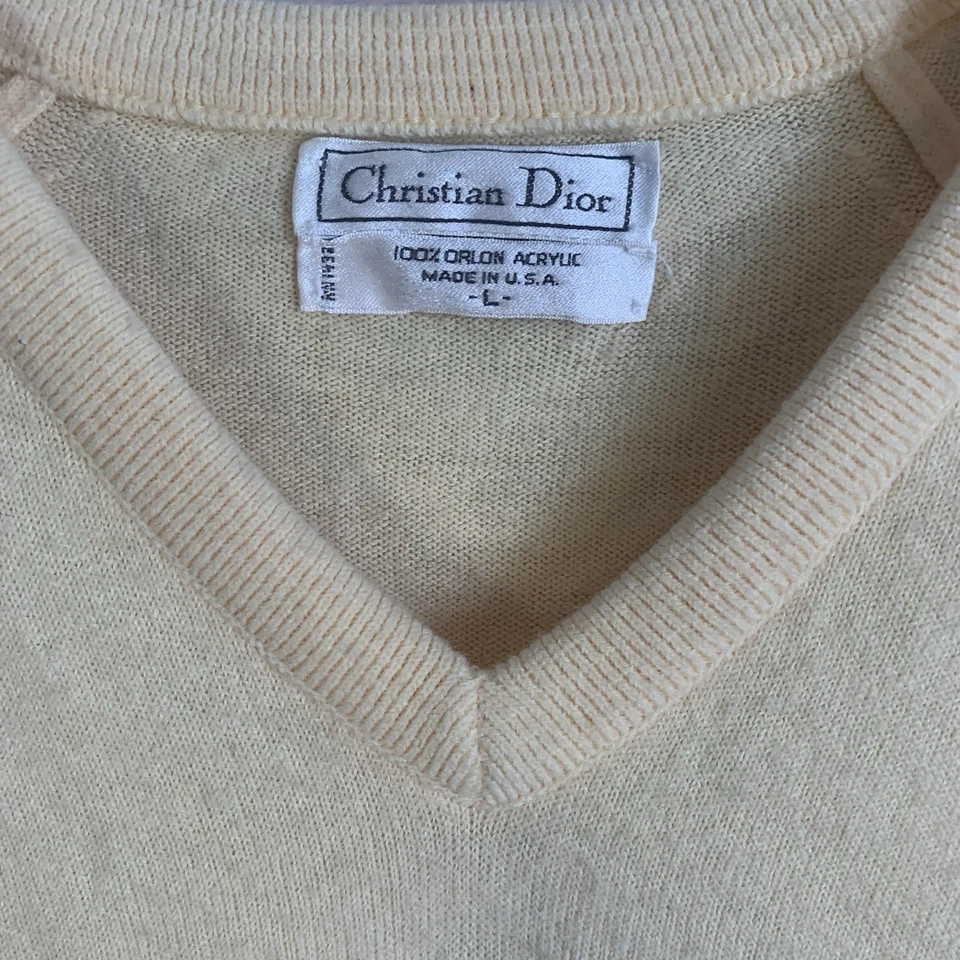 Christian Dior
100% ORLON ACRYLIC
MADE IN U.S.A.
-L-